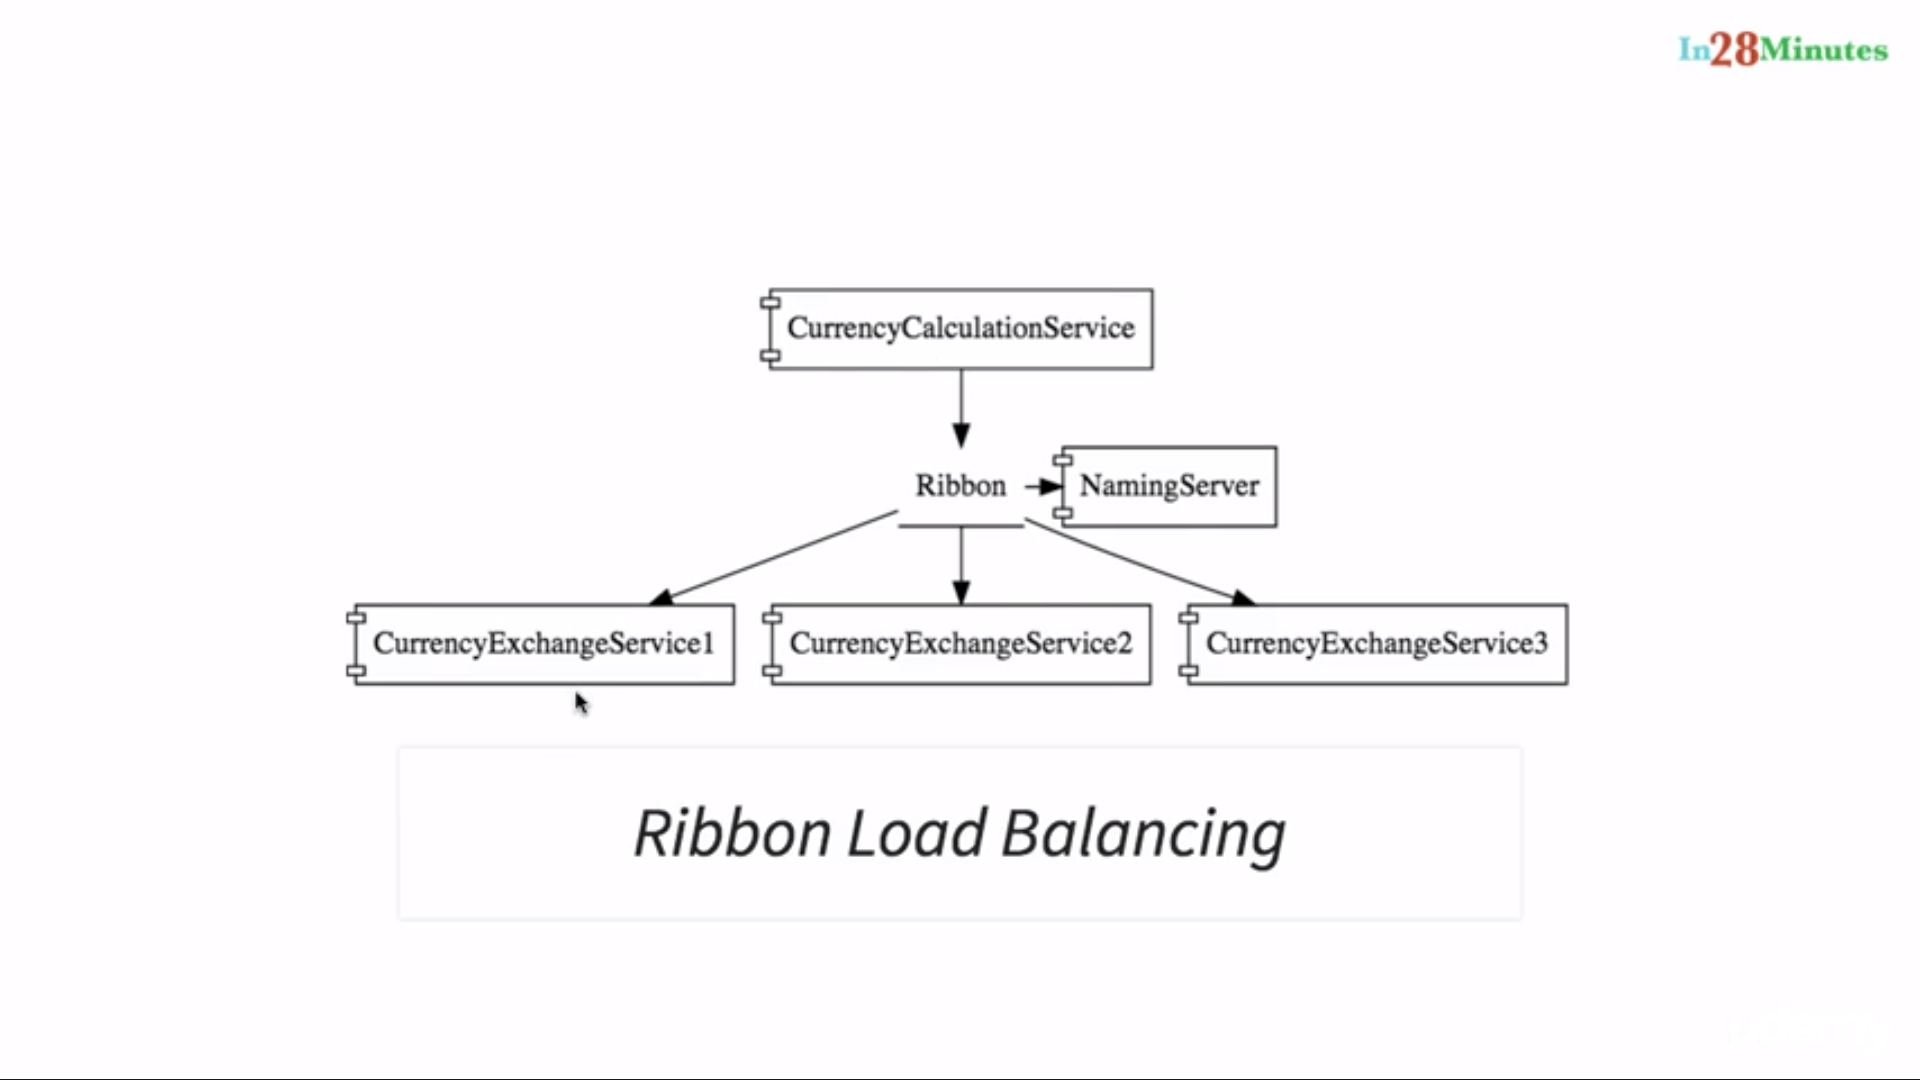 In28Minutes
CurrencyCalculationService
Ribbon
NamingServer
CurrencyExchangeService1
CurrencyExchangeService2
CurrencyExchangeService3
Ribbon Load Balancing